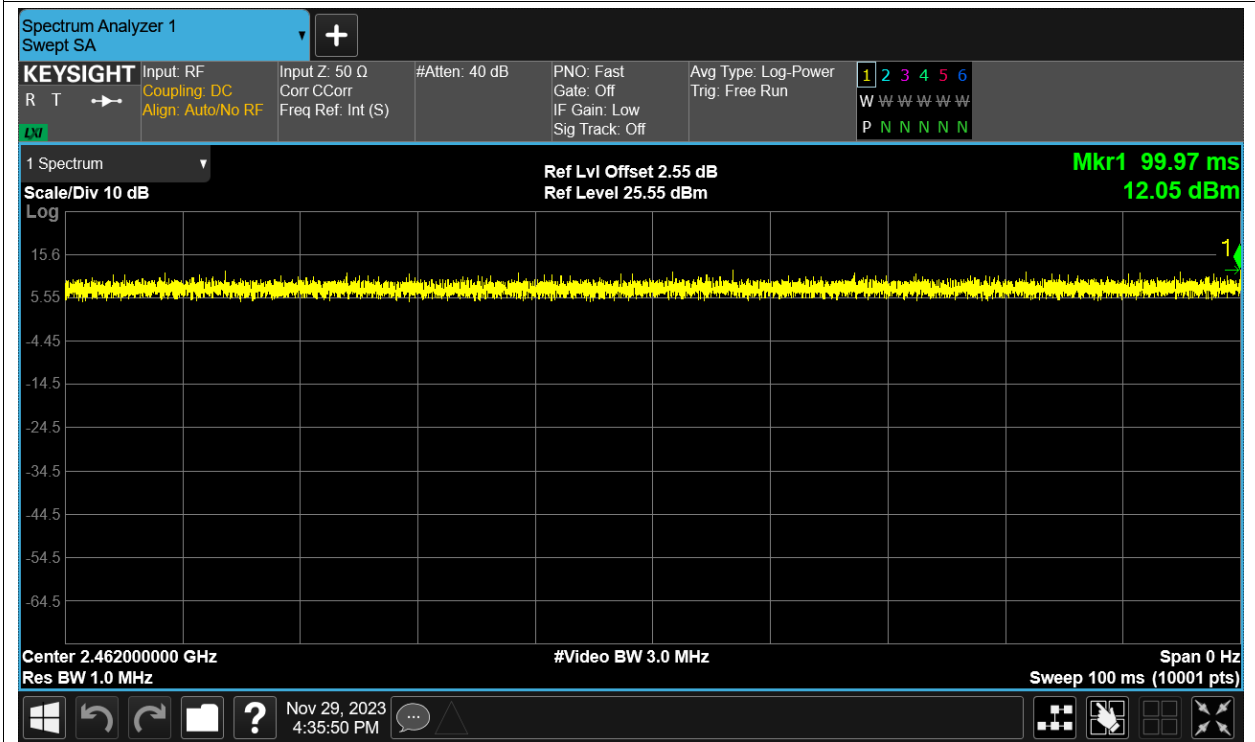 Spectrum Analyzer 1
Swept SA
KEYSIGHT
R T
LXI
Input: RF
Coupling: DC
Align: Auto/No RF
Input Z: 50 Ω
Corr CCorr
Freq Ref: Int (S)
#Atten: 40 dB
PNO: Fast
Gate: Off
IF Gain: Low
Sig Track: Off
Avg Type: Log-Power
Trig: Free Run
1 2 3 4 5 6
W W W W W W
P N N N N N
1 Spectrum
Scale/Div 10 dB
Log
Ref Lvl Offset 2.55 dB
Ref Level 25.55 dBm
Mkr1 99.97 ms
12.05 dBm
1
15.6
5.55
-4.45
-14.5
-24.5
-34.5
-44.5
-54.5
-64.5
Center 2.462000000 GHz
Res BW 1.0 MHz
#Video BW 3.0 MHz
Span 0 Hz
Sweep 100 ms (10001 pts)
?
Nov 29, 2023
4:35:50 PM